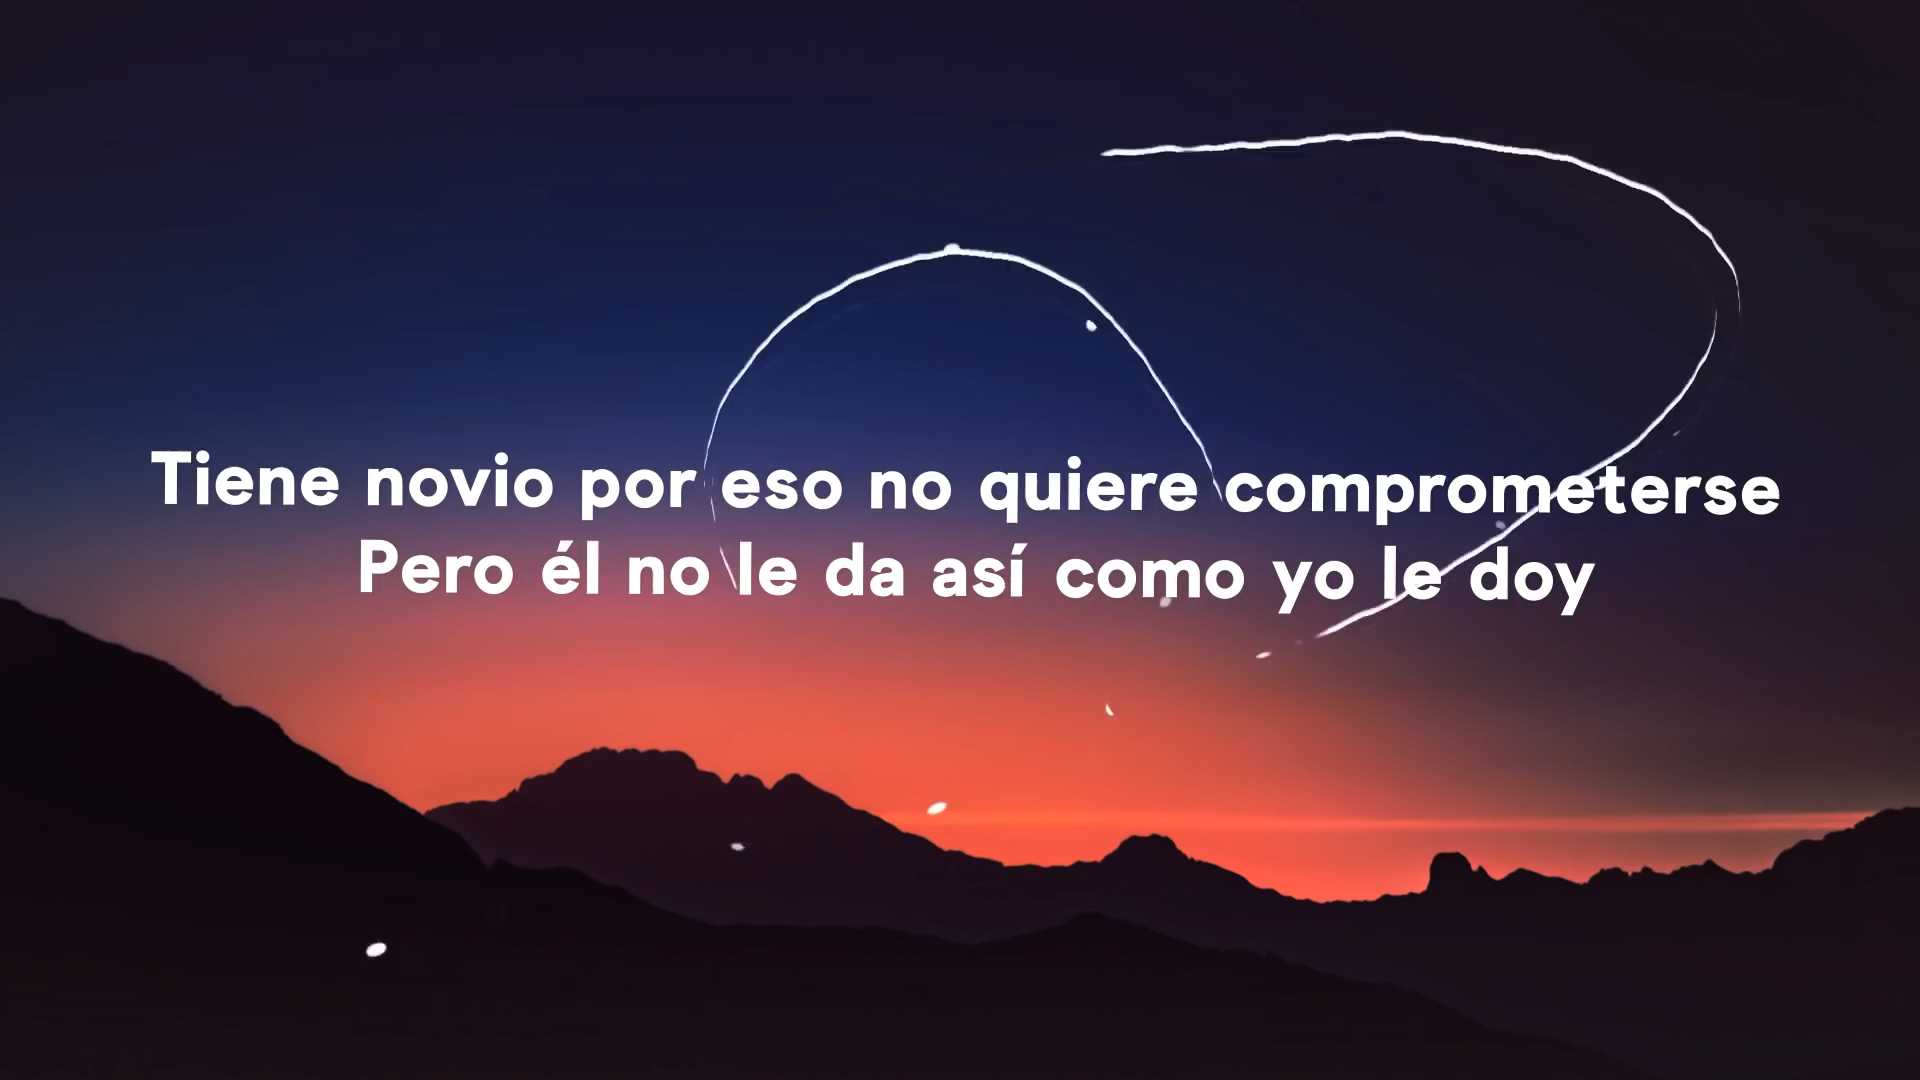 Tiene novio por eso no quiere comprometerse
Pero él no le da así como yo le doy